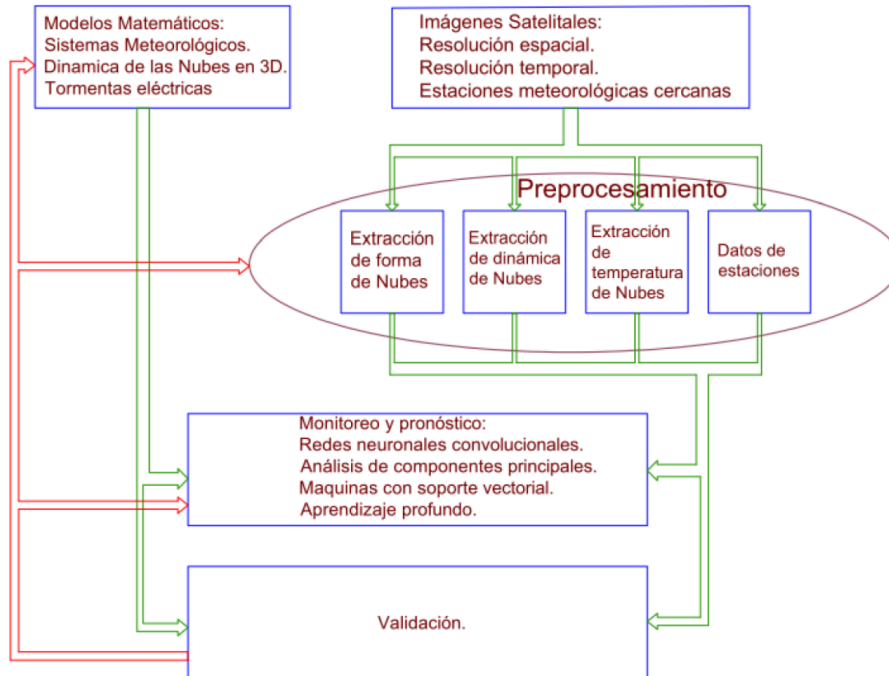 Modelos Matemáticos:
Sistemas Meteorológicos.
Dinamica de las Nubes en 3D.
Tormentas eléctricas
Imágenes Satelitales:
Resolución espacial.
Resolución temporal.
Estaciones meteorológicas cercanas
Preprocesamiento
Extracción
de forma
de Nubes
Extracción
de dinámica
de Nubes
Extracción
de
temperatura
de Nubes
Datos de
estaciones
Monitoreo y pronóstico:
Redes neuronales convolucionales.
Análisis de componentes principales.
Maquinas con soporte vectorial.
Aprendizaje profundo.
Validación.